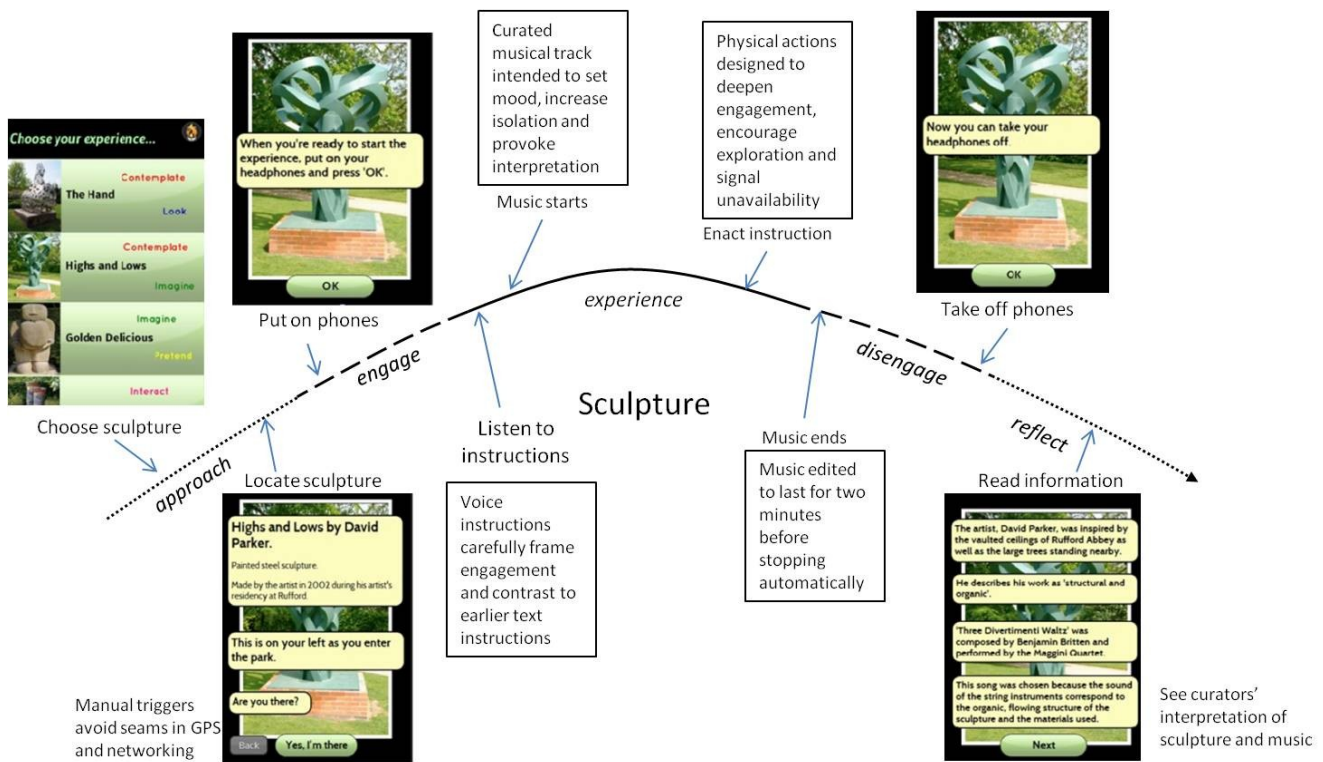 Choose your experience...
Contemplate
The Hand
Look
Contemplate
Highs and Lows
Imagine
Imagine
Golden Delicious
Pretend
Interact
Choose sculpture
When you're ready to start the
experience, put on your
headphones and press 'OK'.
OK
Put on phones
Curated
musical track
intended to set
mood, increase
isolation and
provoke
interpretation
Music starts
Physical actions
designed to
deepen
engagement,
encourage
exploration and
signal
unavailability
Enact instruction
Now you can take your
headphones off.
OK
Take off phones
approach
engage
experience
disengage
reflect
Sculpture
Locate sculpture
Highs and Lows by David
Parker.
Painted steel sculpture.
Made by the artist in 2002 during his artist's
residency at Rufford.
This is on your left as you enter
the park.
Are you there?
Back
Yes, I'm there
Manual triggers
avoid seams in GPS
and networking
Listen to
instructions
Voice
instructions
carefully frame
engagement
and contrast to
earlier text
instructions
Music ends
Music edited
to last for two
minutes
before
stopping
automatically
Read information
The artist, David Parker, was inspired by
the vaulted ceilings of Rufford Abbey as
well as the large trees standing nearby.
He describes his work as 'structural and
organic'.
'Three Divertimenti Waltz' was
composed by Benjamin Britten and
performed by the Maggini Quartet.
This song was chosen because the sound
of the string instruments correspond to
the organic, flowing structure of the
sculpture and the materials used.
Next
See curators'
interpretation of
sculpture and music